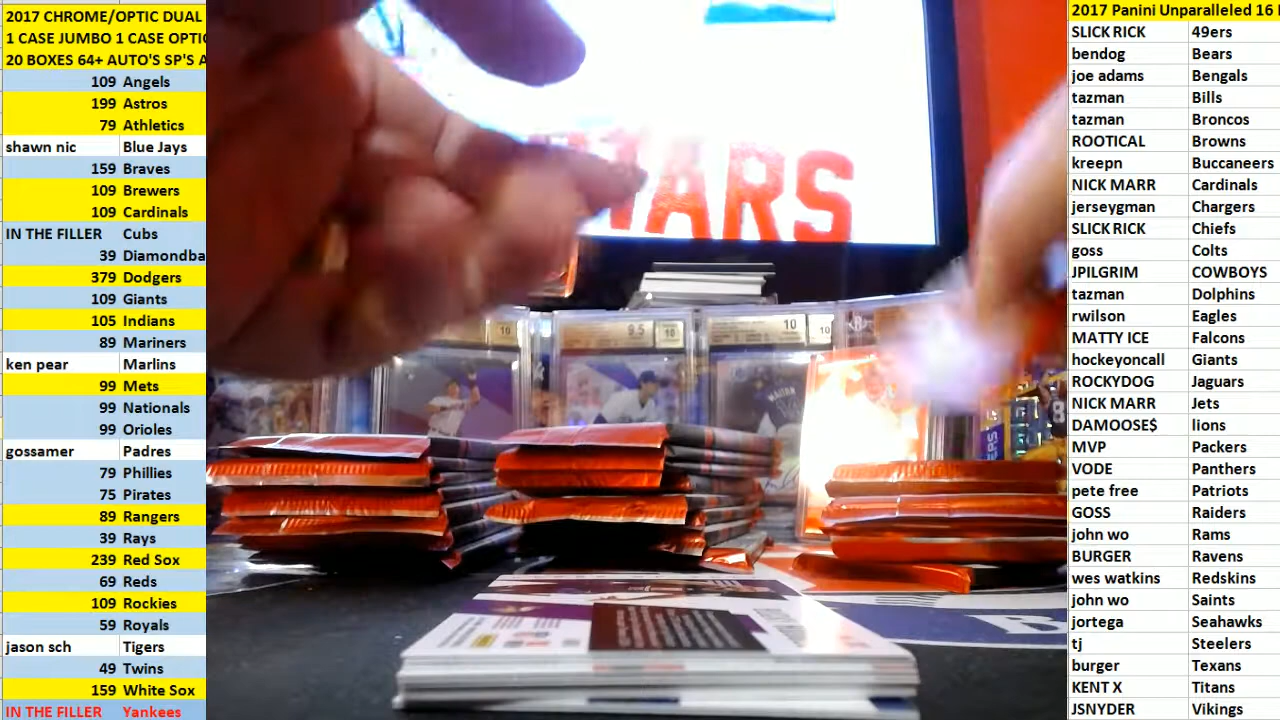 2017 CHROME/OPTIC DUAL
1 CASE JUMBO 1 CASE OPTIC
20 BOXES 64+ AUTO'S SP'S A
109 Angels
199 Astros
79 Athletics
shawn nic Blue Jays
159 Braves
109 Brewers
109 Cardinals
IN THE FILLER Cubs
39 Diamondba
379 Dodgers
109 Giants
105 Indians
89 Mariners
ken pear Marlins
99 Mets
99 Nationals
99 Orioles
gossamer Padres
79 Phillies
75 Pirates
89 Rangers
39 Rays
239 Red Sox
69 Reds
109 Rockies
59 Royals
jason sch Tigers
49 Twins
159 White Sox
IN THE FILLER Yankees
ARS
10
9.5
10
10
10
2017 Panini Unparalleled 16
SLICK RICK 49ers
bendog Bears
joe adams Bengals
tazman Bills
tazman Broncos
ROOTICAL Browns
kreepn Buccaneers
NICK MARR Cardinals
jerseygman Chargers
SLICK RICK Chiefs
goss Colts
JPILGRIM COWBOYS
tazman Dolphins
rwilson Eagles
MATTY ICE Falcons
hockeyoncall Giants
ROCKYDOG Jaguars
NICK MARR Jets
DAMOOSE$ lions
MVP Packers
VODE Panthers
pete free Patriots
GOSS Raiders
john wo Rams
BURGER Ravens
wes watkins Redskins
john wo Saints
jortega Seahawks
tj Steelers
burger Texans
KENT X Titans
JSNYDER Vikings